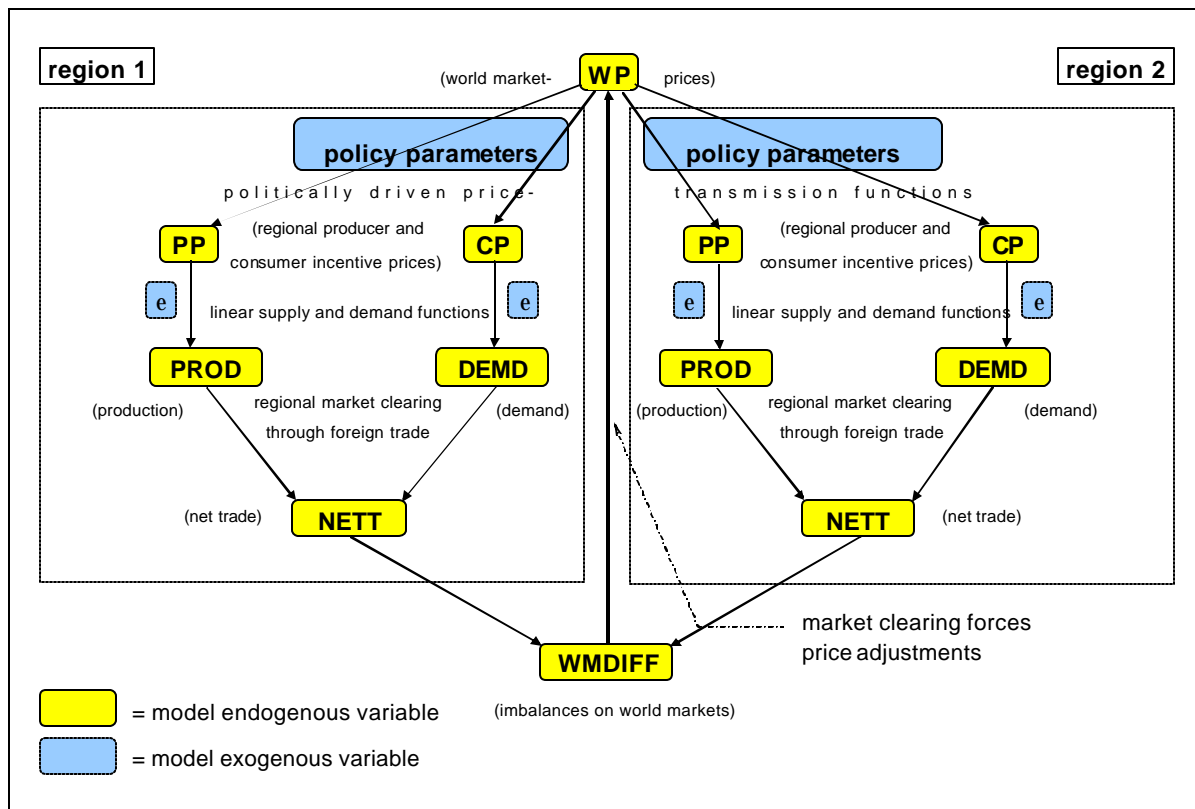 region 1
(world market-
WP
prices)
region 2
policy parameters
policy parameters
politically driven price-
transmission functions
PP
(regional producer and
consumer incentive prices)
CP
PP
(regional producer and
consumer incentive prices)
CP
e
linear supply and demand functions
e
e
linear supply and demand functions
e
PROD
DEMD
PROD
DEMD
(production)
regional market clearing
through foreign trade
(demand)
(production)
regional market clearing
through foreign trade
(demand)
(net trade)
NETT
NETT
(net trade)
market clearing forces
price adjustments
WMDIFF
(imbalances on world markets)
= model endogenous variable
= model exogenous variable